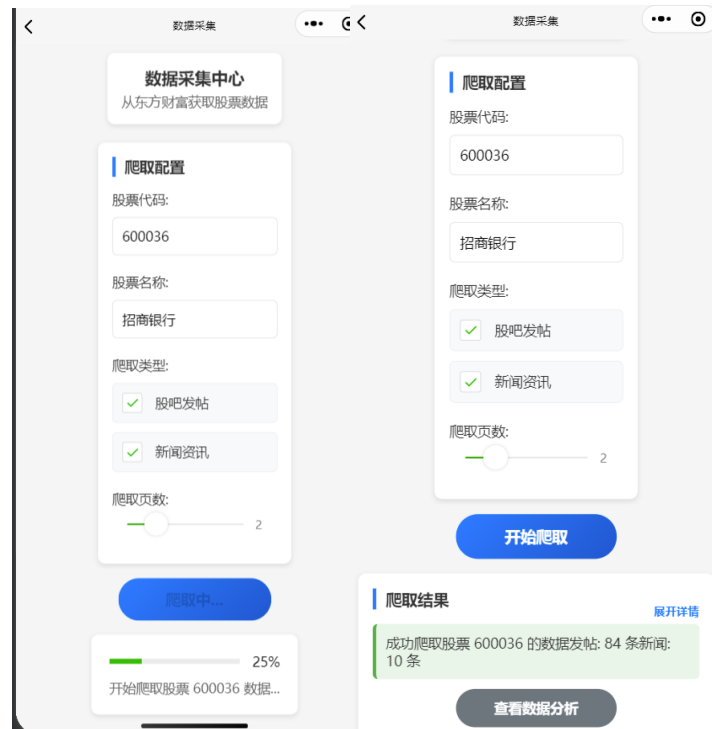 数据采集
数据采集中心
从东方财富获取股票数据
爬取配置
股票代码:
600036
股票名称:
招商银行
爬取类型:
股吧发帖
新闻资讯
爬取页数:
2
爬取中...
25%
开始爬取股票 600036 数据...
数据采集
爬取配置
股票代码:
600036
股票名称:
招商银行
爬取类型:
股吧发帖
新闻资讯
爬取页数:
2
开始爬取
爬取结果
展开详情
成功爬取股票 600036 的数据发帖: 84 条新闻:
10 条
查看数据分析